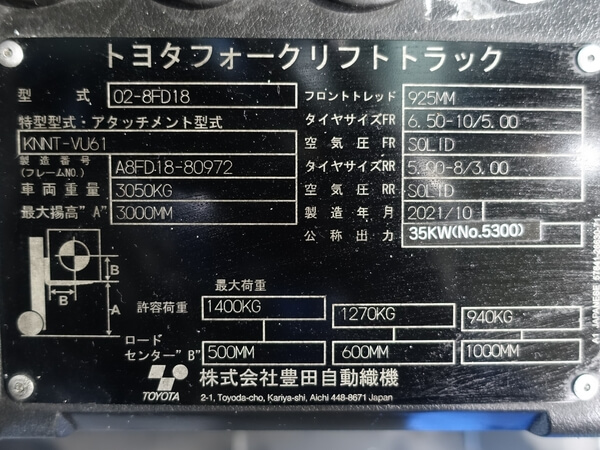 トヨタフォークリフトトラック
型式 02-8FD18
特型型式・アタッチメント型式
KNNT-VU61
製造番号 (フレームNO.) A8FD18-80972
車両重量 3050KG
最大揚高"A" 3000MM
フロントトレッド 925MM
タイヤサイズFR 6.50-10/5.00
空気圧FR SOLID
タイヤサイズRR 5.00-8/3.00
空気圧RR SOLID
製造年月 2021/10
公称出力 35KW(No.5300)
B
B
A
最大荷重
許容荷重 1400KG 1270KG 940KG
ロード
センター"B" 500MM 600MM 1000MM
TOYOTA
株式会社豊田自動織機
2-1, Toyoda-cho, Kariya-shi, Aichi 448-8671 Japan